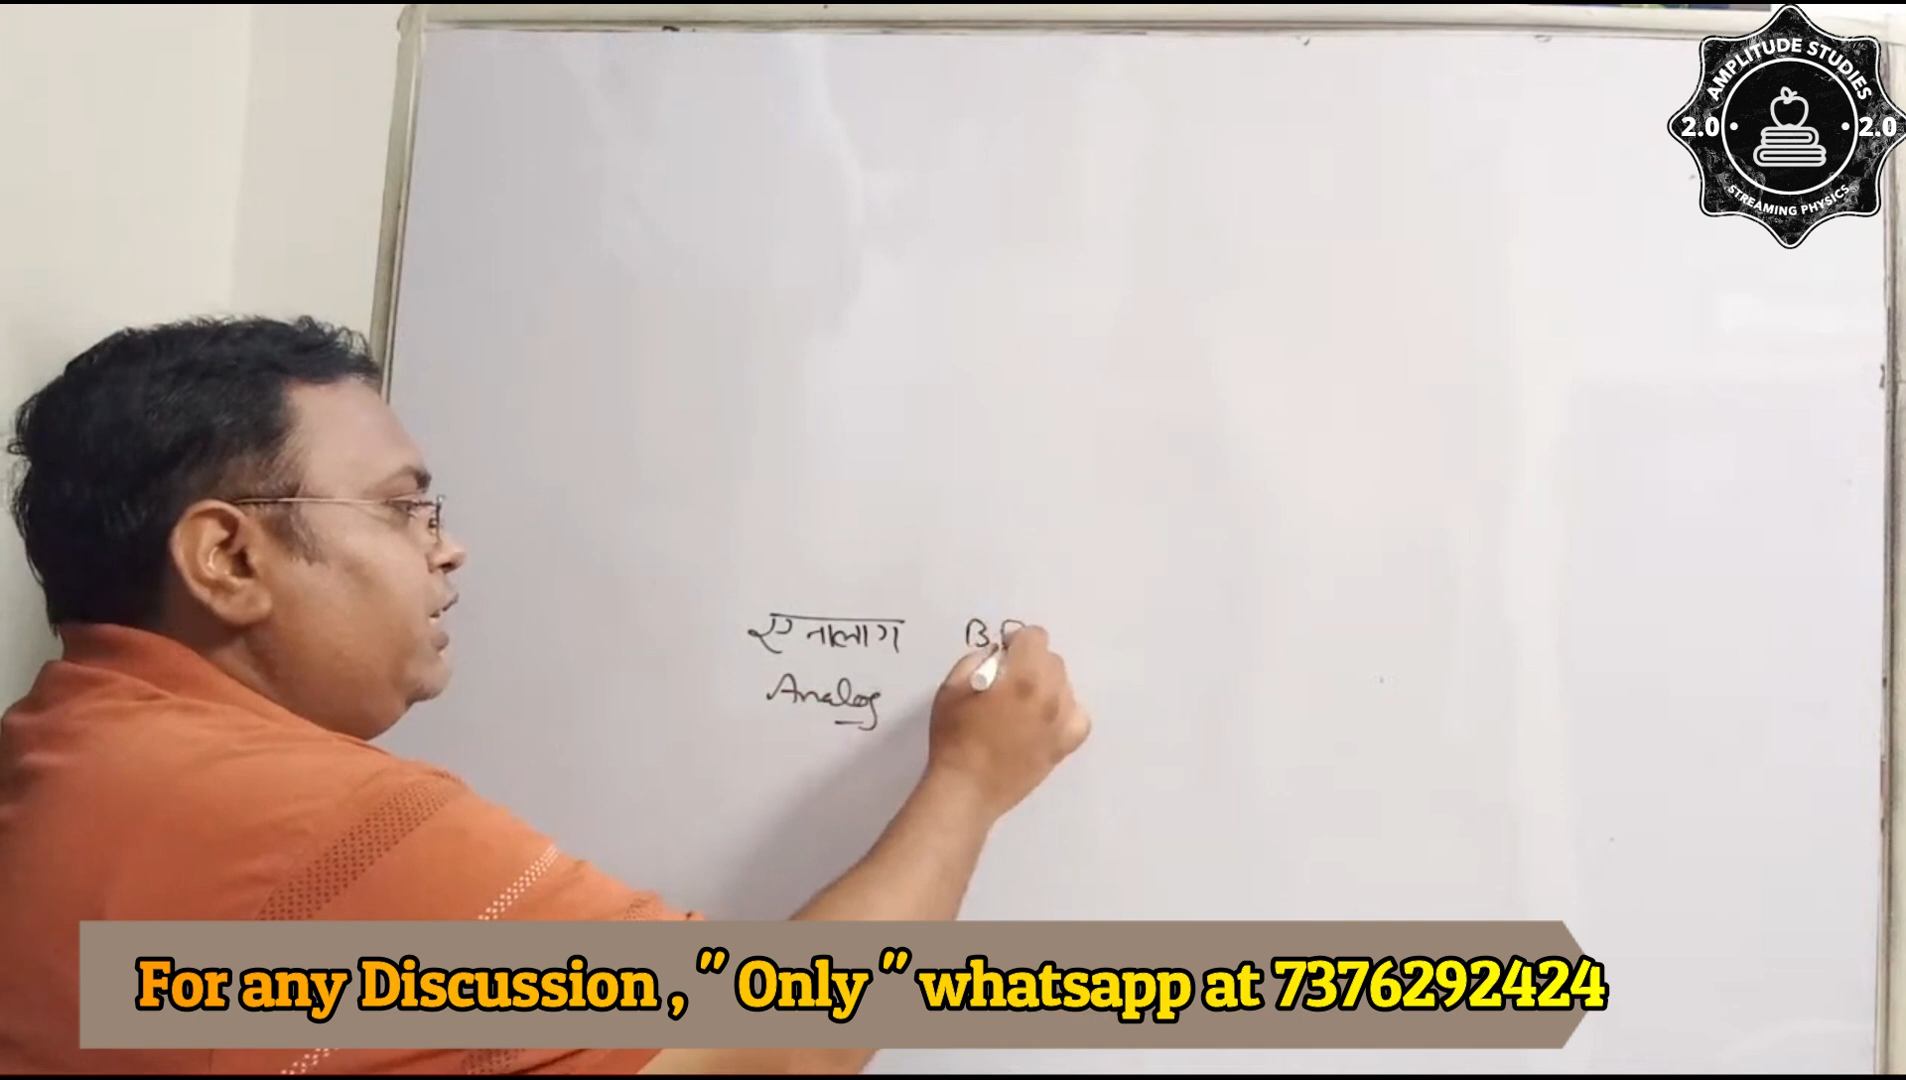 AMPLITUDE STUDIES
2.0 • • 2.0
STREAMING PHYSICS
एनालाग B.
Analog
For any Discussion , " Only " whatsapp at 7376292424